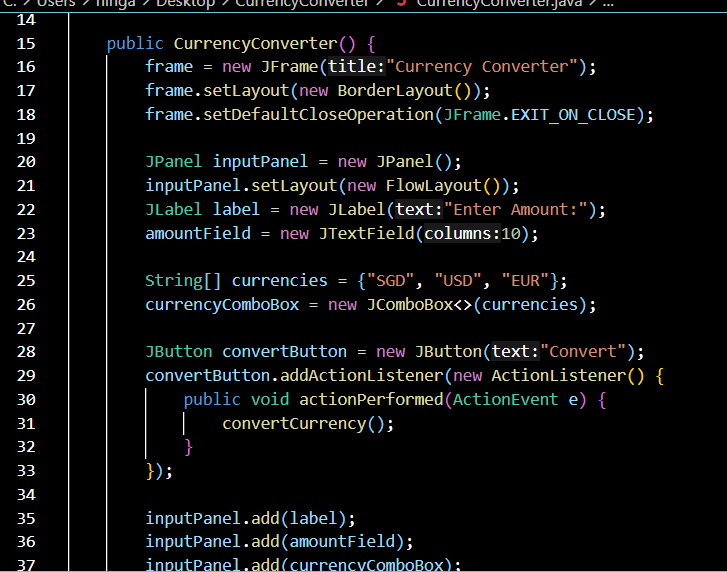 C: > Users > ninga > Desktop > CurrencyConverter > J CurrencyConverter.java > ...
14
15 public CurrencyConverter() {
16 frame = new JFrame(title:"Currency Converter");
17 frame.setLayout(new BorderLayout());
18 frame.setDefaultCloseOperation(JFrame.EXIT_ON_CLOSE);
19
20 JPanel inputPanel = new JPanel();
21 inputPanel.setLayout(new FlowLayout());
22 JLabel label = new JLabel(text:"Enter Amount:");
23 amountField = new JTextField(columns:10);
24
25 String[] currencies = {"SGD", "USD", "EUR"};
26 currencyComboBox = new JComboBox<>(currencies);
27
28 JButton convertButton = new JButton(text:"Convert");
29 convertButton.addActionListener(new ActionListener() {
30 public void actionPerformed(ActionEvent e) {
31 convertCurrency();
32 }
33 });
34
35 inputPanel.add(label);
36 inputPanel.add(amountField);
37 inputPanel.add(currencyComboBox);